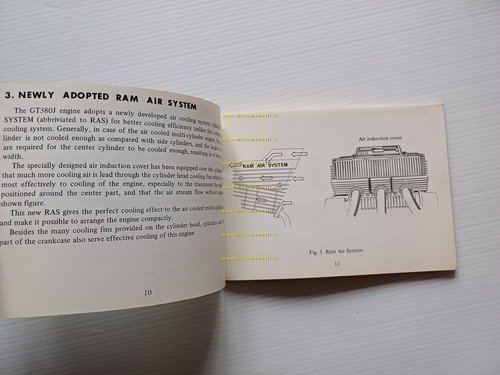 3. NEWLY ADOPTED RAM AIR SYSTEM
The GT380J engine adopts a newly developed air cooling system
SYSTEM (abbriviated to RAS) for better cooling efficiency unlike the
cooling system. Generally, in case of the air cooled multi-cylinder engine,
linder is not cooled enough as compared with side cylinders, and the
are required for the center cylinder to be cooled enough, resulting in
width.
The specially designed air induction cover has been equipped over the
that much more cooling air is lead through the cylinder head cooling fins
most effectively to cooling of the engine, especially to the maximum
positioned around the center part, and that the air stream flow without
shown figure.
This new RAS gives the perfect cooling effect to the air cooled multi-cylinder
and make it possible to arrange the engine compactly.
Besides the many cooling fins provided on the cylinder head, cylinders and
part of the crankcase also serve effective cooling of this engine.
10
RAM AIR SYSTEM
Air induction cover
Fig. 5 Ram Air System
11